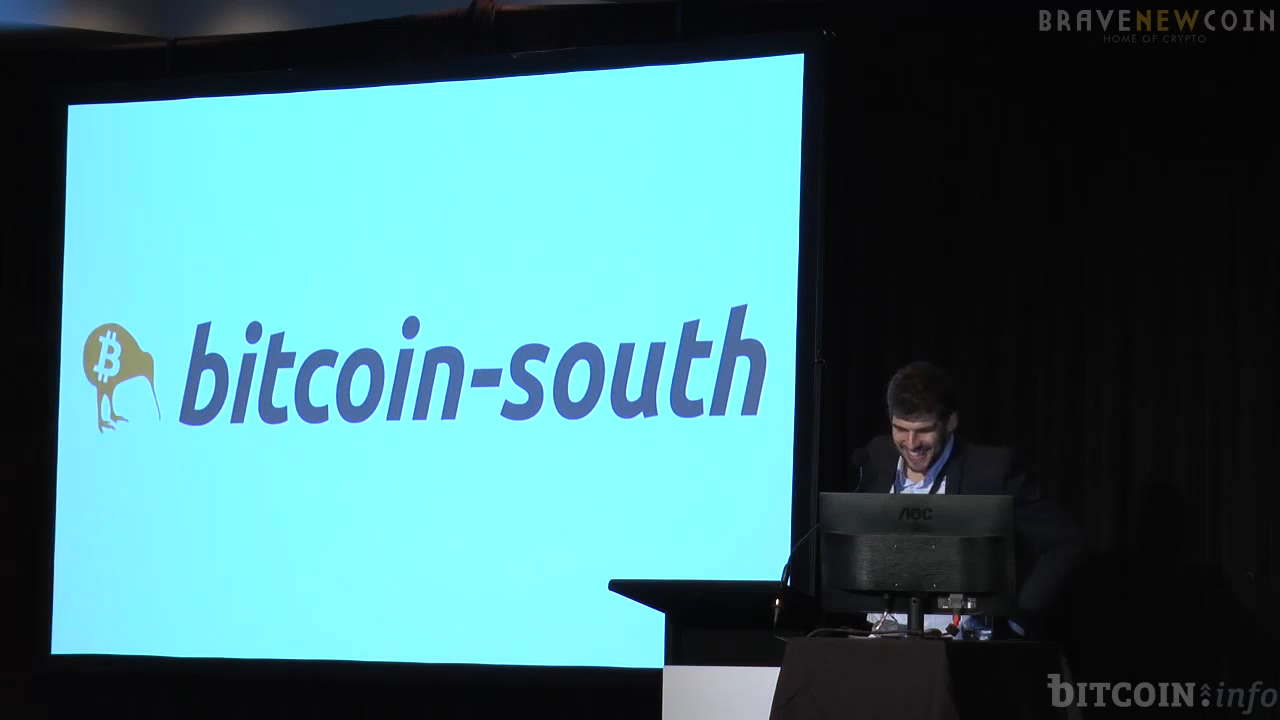 BRAVENEWCOIN
HOME OF CRYPTO
bitcoin-south
AOC
BITCOIN:info